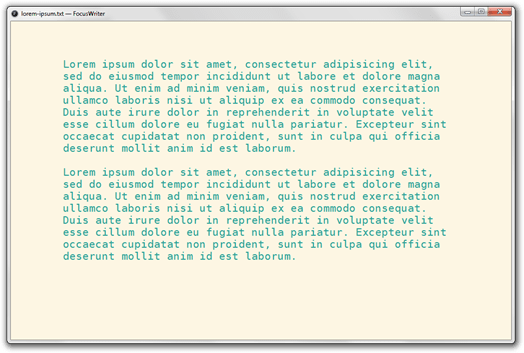 lorem-ipsum.txt — FocusWriter
Lorem ipsum dolor sit amet, consectetur adipisicing elit,
sed do eiusmod tempor incididunt ut labore et dolore magna
aliqua. Ut enim ad minim veniam, quis nostrud exercitation
ullamco laboris nisi ut aliquip ex ea commodo consequat.
Duis aute irure dolor in reprehenderit in voluptate velit
esse cillum dolore eu fugiat nulla pariatur. Excepteur sint
occaecat cupidatat non proident, sunt in culpa qui officia
deserunt mollit anim id est laborum.
Lorem ipsum dolor sit amet, consectetur adipisicing elit,
sed do eiusmod tempor incididunt ut labore et dolore magna
aliqua. Ut enim ad minim veniam, quis nostrud exercitation
ullamco laboris nisi ut aliquip ex ea commodo consequat.
Duis aute irure dolor in reprehenderit in voluptate velit
esse cillum dolore eu fugiat nulla pariatur. Excepteur sint
occaecat cupidatat non proident, sunt in culpa qui officia
deserunt mollit anim id est laborum.